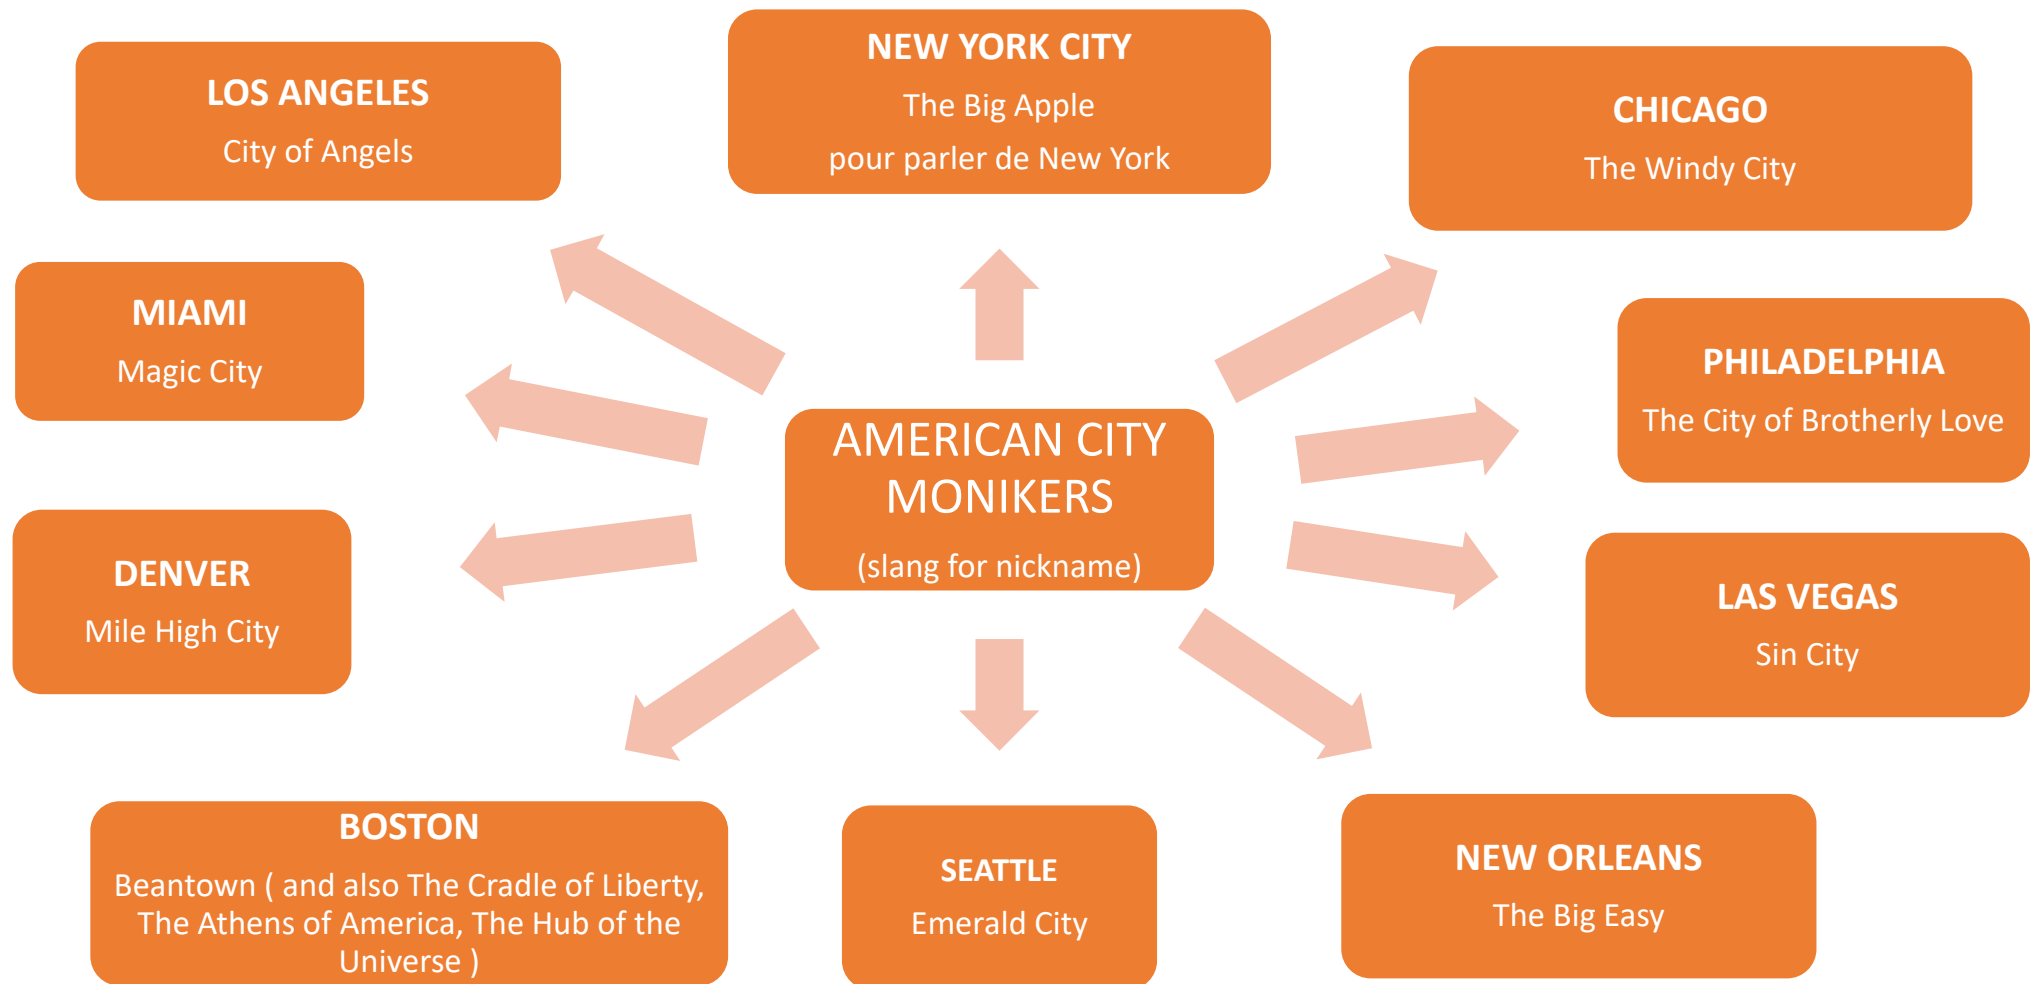 NEW YORK CITY
The Big Apple
pour parler de New York
LOS ANGELES
City of Angels
CHICAGO
The Windy City
MIAMI
Magic City
PHILADELPHIA
The City of Brotherly Love
AMERICAN CITY
MONIKERS
(slang for nickname)
DENVER
Mile High City
LAS VEGAS
Sin City
BOSTON
Beantown ( and also The Cradle of Liberty,
The Athens of America, The Hub of the
Universe )
SEATTLE
Emerald City
NEW ORLEANS
The Big Easy